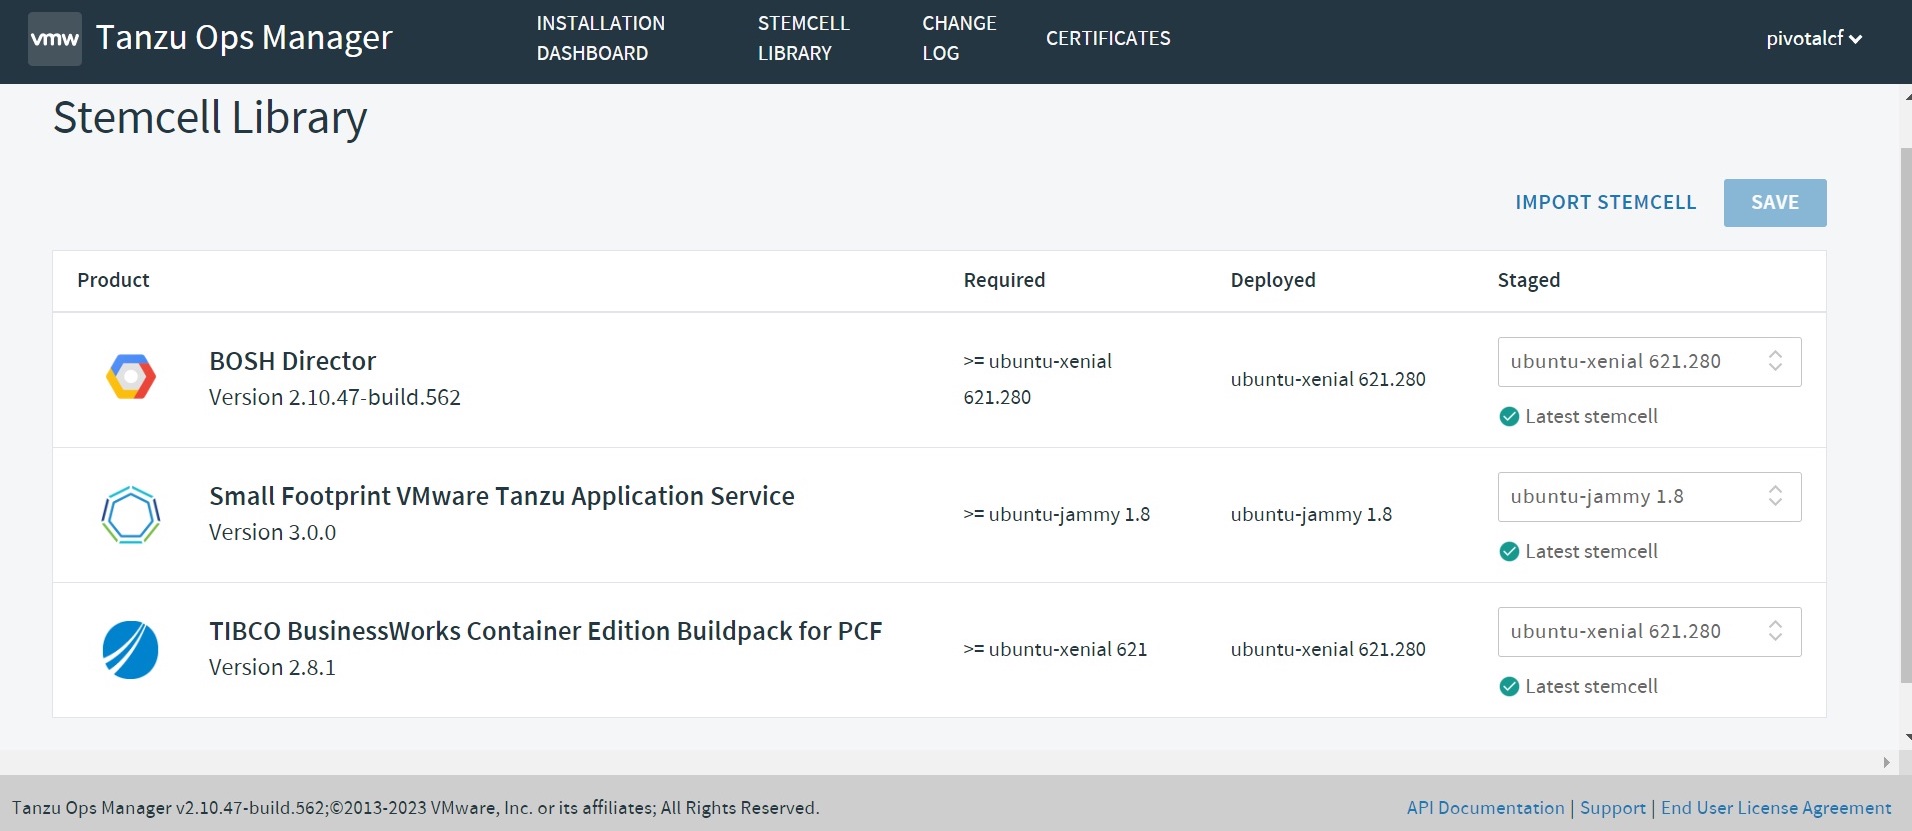 vmw Tanzu Ops Manager
INSTALLATION
DASHBOARD
STEMCELL
LIBRARY
CHANGE
LOG
CERTIFICATES
pivotalcf
Stemcell Library
IMPORT STEMCELL
SAVE
Product Required Deployed Staged
BOSH Director
Version 2.10.47-build.562
>= ubuntu-xenial
621.280
ubuntu-xenial 621.280
ubuntu-xenial 621.280
Latest stemcell
Small Footprint VMware Tanzu Application Service
Version 3.0.0
>= ubuntu-jammy 1.8
ubuntu-jammy 1.8
ubuntu-jammy 1.8
Latest stemcell
TIBCO BusinessWorks Container Edition Buildpack for PCF
Version 2.8.1
>= ubuntu-xenial 621
ubuntu-xenial 621.280
ubuntu-xenial 621.280
Latest stemcell
Tanzu Ops Manager v2.10.47-build.562;©2013-2023 VMware, Inc. or its affiliates; All Rights Reserved.
API Documentation | Support | End User License Agreement